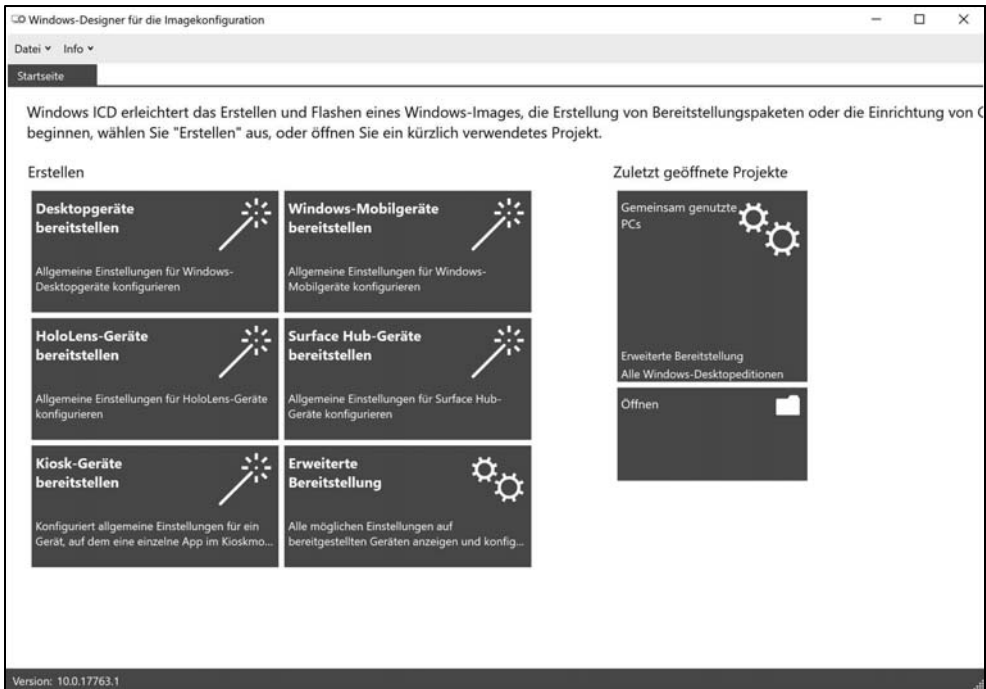 Windows-Designer für die Imagekonfiguration
Datei Info
Startseite
Windows ICD erleichtert das Erstellen und Flashen eines Windows-Images, die Erstellung von Bereitstellungspaketen oder die Einrichtung von
beginnen, wählen Sie "Erstellen" aus, oder öffnen Sie ein kürzlich verwendetes Projekt.
Erstellen
Desktopgeräte
bereitstellen
Allgemeine Einstellungen für Windows-
Desktopgeräte konfigurieren
Windows-Mobilgeräte
bereitstellen
Allgemeine Einstellungen für Windows-
Mobilgeräte konfigurieren
HoloLens-Geräte
bereitstellen
Allgemeine Einstellungen für HoloLens-Geräte
konfigurieren
Surface Hub-Geräte
bereitstellen
Allgemeine Einstellungen für Surface Hub-
Geräte konfigurieren
Kiosk-Geräte
bereitstellen
Konfiguriert allgemeine Einstellungen für ein
Gerät, auf dem eine einzelne App im Kioskmo...
Erweiterte
Bereitstellung
Alle möglichen Einstellungen auf
bereitgestellten Geräten anzeigen und konfig...
Zuletzt geöffnete Projekte
Gemeinsam genutzte
PCs
Erweiterte Bereitstellung
Alle Windows-Desktopeditionen
Öffnen
Version: 10.0.17763.1